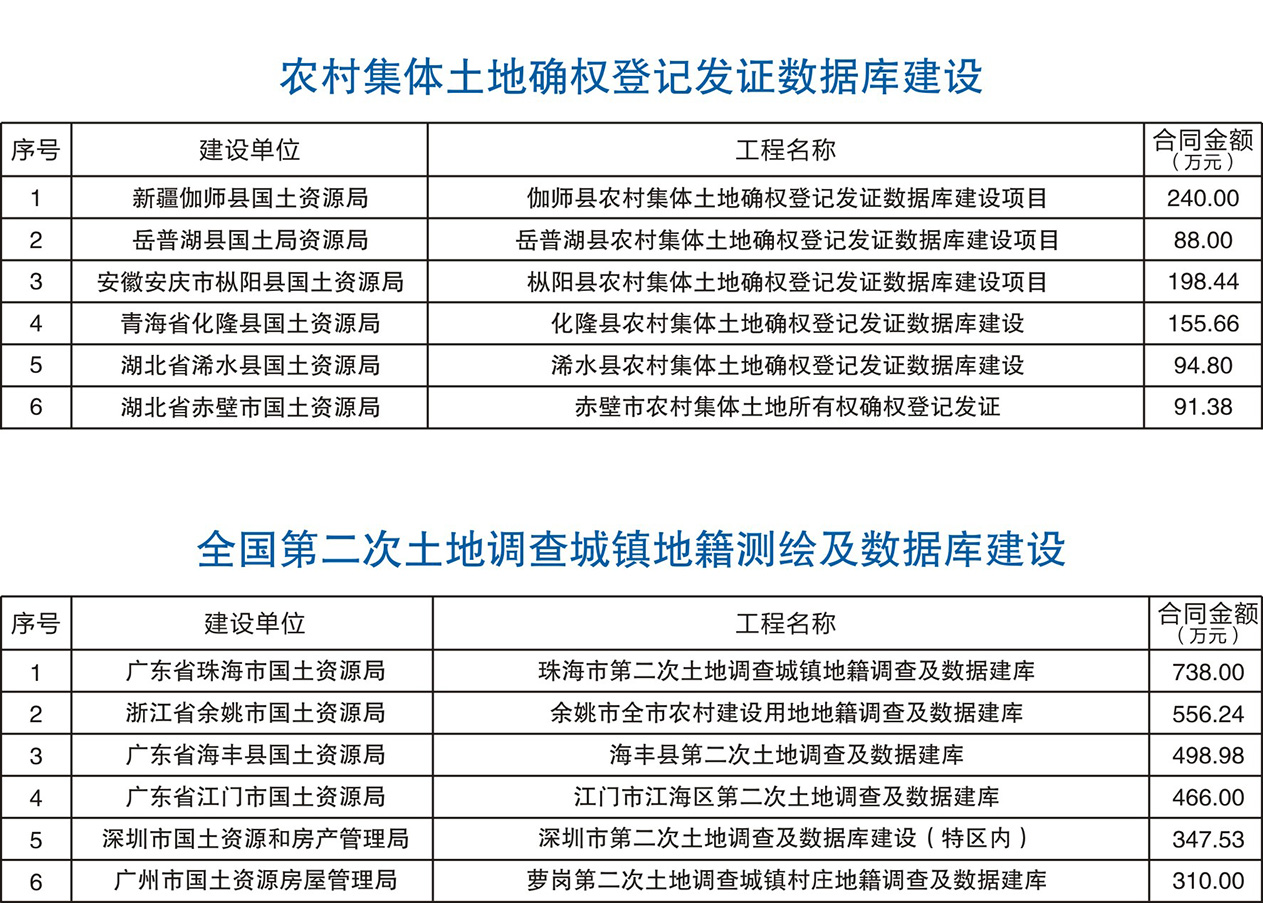 农村集体土地确权登记发证数据库建设
序号 建设单位 工程名称 合同金额
（万元）
1 新疆伽师县国土资源局 伽师县农村集体土地确权登记发证数据库建设项目 240.00
2 岳普湖县国土局资源局 岳普湖县农村集体土地确权登记发证数据库建设项目 88.00
3 安徽安庆市枞阳县国土资源局 枞阳县农村集体土地确权登记发证数据库建设项目 198.44
4 青海省化隆县国土资源局 化隆县农村集体土地确权登记发证数据库建设 155.66
5 湖北省浠水县国土资源局 浠水县农村集体土地确权登记发证数据库建设 94.80
6 湖北省赤壁市国土资源局 赤壁市农村集体土地所有权确权登记发证 91.38
全国第二次土地调查城镇地籍测绘及数据库建设
序号 建设单位 工程名称 合同金额
（万元）
1 广东省珠海市国土资源局 珠海市第二次土地调查城镇地籍调查及数据建库 738.00
2 浙江省余姚市国土资源局 余姚市全市农村建设用地地籍调查及数据建库 556.24
3 广东省海丰县国土资源局 海丰县第二次土地调查及数据建库 498.98
4 广东省江门市国土资源局 江门市江海区第二次土地调查及数据建库 466.00
5 深圳市国土资源和房产管理局 深圳市第二次土地调查及数据库建设（特区内） 347.53
6 广州市国土资源房屋管理局 萝岗第二次土地调查城镇村庄地籍调查及数据建库 310.00